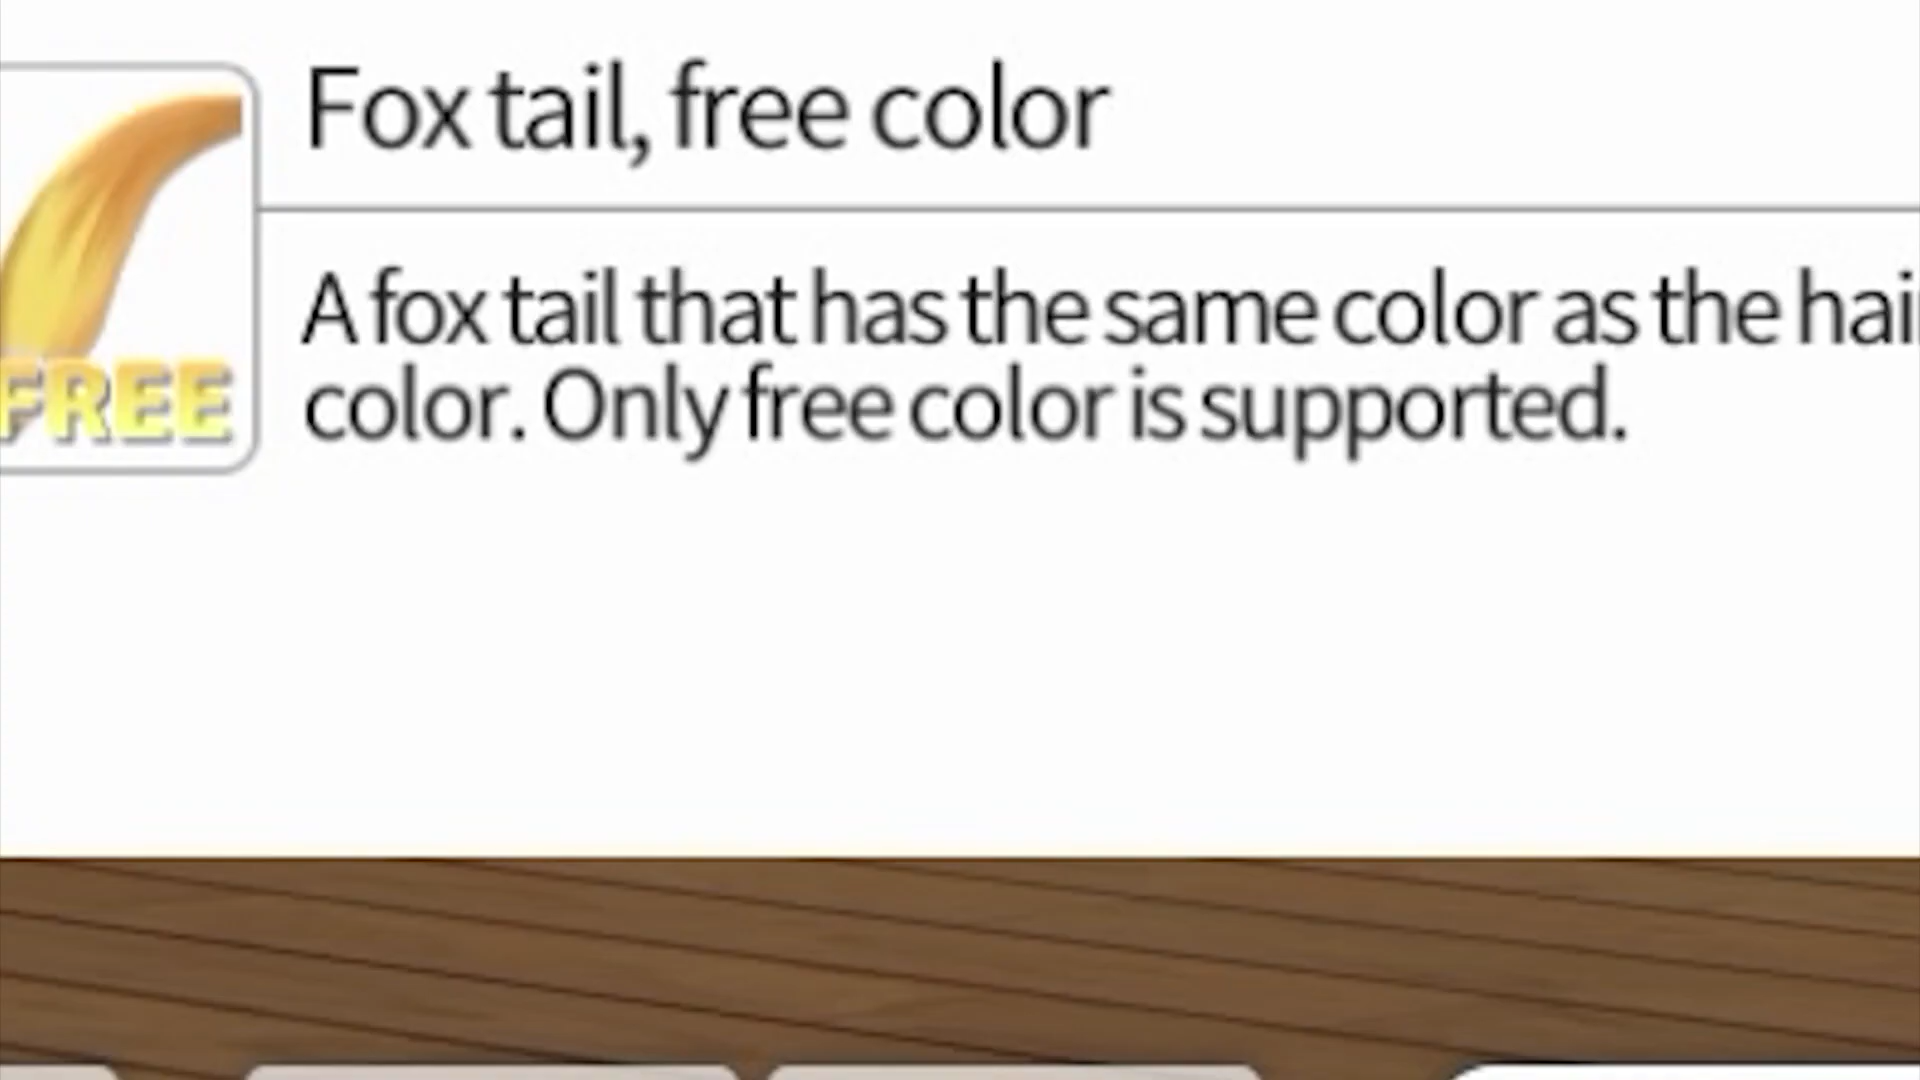 Fox tail, free color
A fox tail that has the same color as the hair
color. Only free color is supported.
FREE